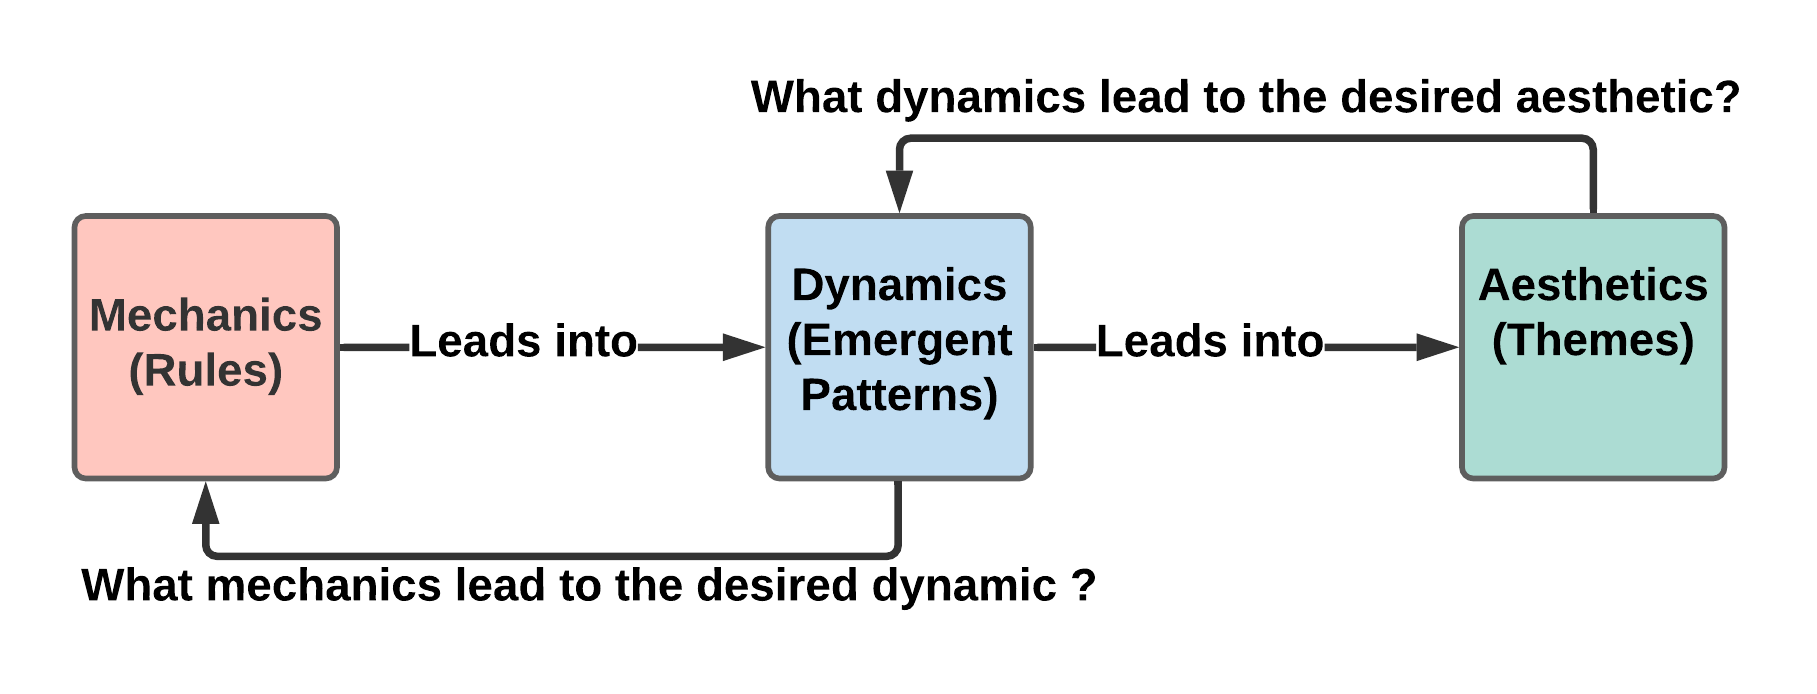 What dynamics lead to the desired aesthetic?
Mechanics
(Rules)
Leads into
Dynamics
(Emergent
Patterns)
Leads into
Aesthetics
(Themes)
What mechanics lead to the desired dynamic ?